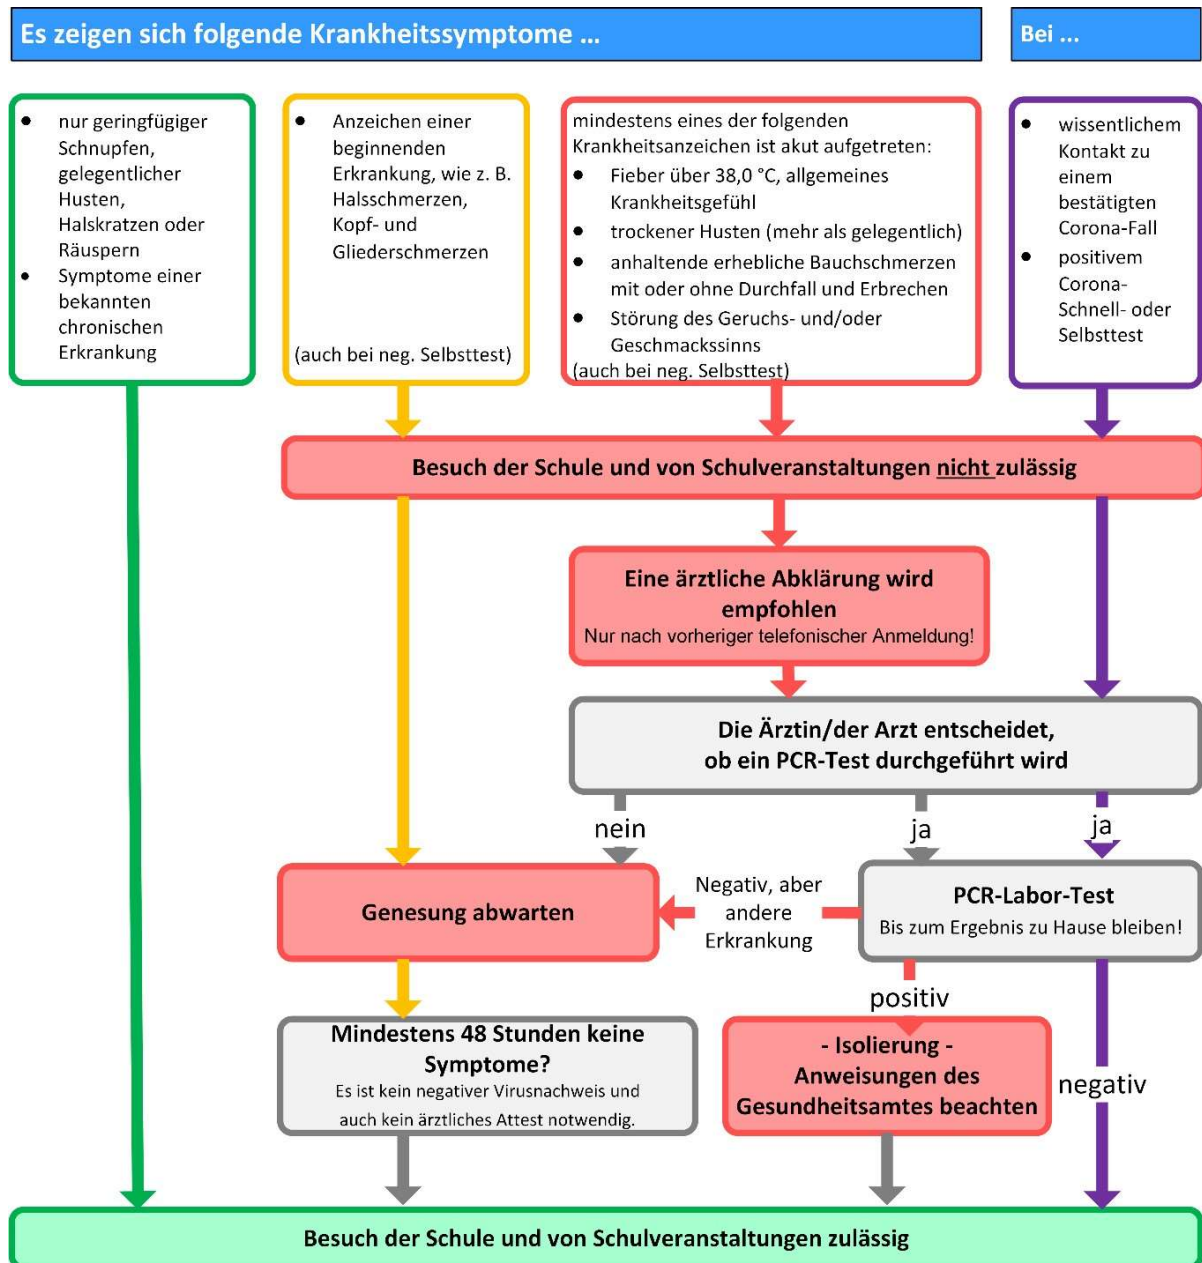 Es zeigen sich folgende Krankheitssymptome ...
Bei ...
● nur geringfügiger
Schnupfen,
gelegentlicher
Husten,
Halskratzen oder
Räuspern
● Symptome einer
bekannten
chronischen
Erkrankung
● Anzeichen einer
beginnenden
Erkrankung, wie z. B.
Halsschmerzen,
Kopf- und
Gliederschmerzen
(auch bei neg. Selbsttest)
mindestens eines der folgenden
Krankheitsanzeichen ist akut aufgetreten:
● Fieber über 38,0 °C, allgemeines
Krankheitsgefühl
● trockener Husten (mehr als gelegentlich)
● anhaltende erhebliche Bauchschmerzen
mit oder ohne Durchfall und Erbrechen
● Störung des Geruchs- und/oder
Geschmackssinns
(auch bei neg. Selbsttest)
● wissentlichem
Kontakt zu
einem
bestätigten
Corona-Fall
● positivem
Corona-
Schnell- oder
Selbsttest
Besuch der Schule und von Schulveranstaltungen nicht zulässig
Eine ärztliche Abklärung wird
empfohlen
Nur nach vorheriger telefonischer Anmeldung!
Die Ärztin/der Arzt entscheidet,
ob ein PCR-Test durchgeführt wird
nein
ja
ja
Genesung abwarten
Negativ, aber
andere
Erkrankung
PCR-Labor-Test
Bis zum Ergebnis zu Hause bleiben!
positiv
negativ
Mindestens 48 Stunden keine
Symptome?
Es ist kein negativer Virusnachweis und
auch kein ärztliches Attest notwendig.
- Isolierung -
Anweisungen des
Gesundheitsamtes beachten
Besuch der Schule und von Schulveranstaltungen zulässig